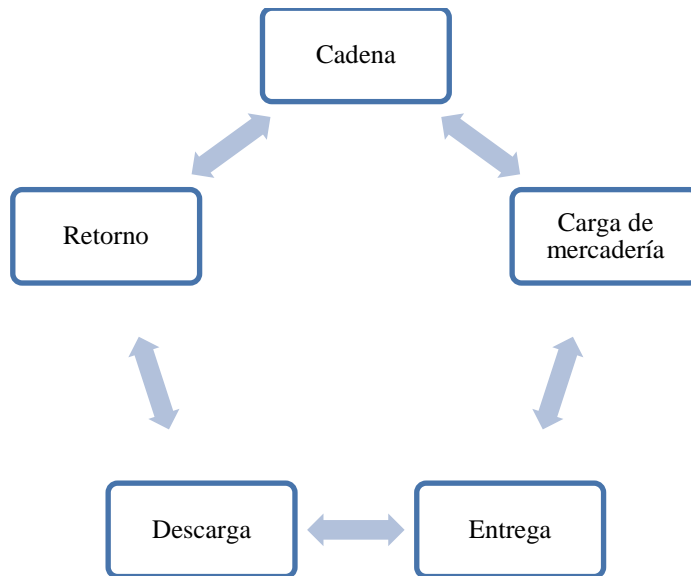 Cadena
Retorno
Carga de
mercadería
Descarga
Entrega